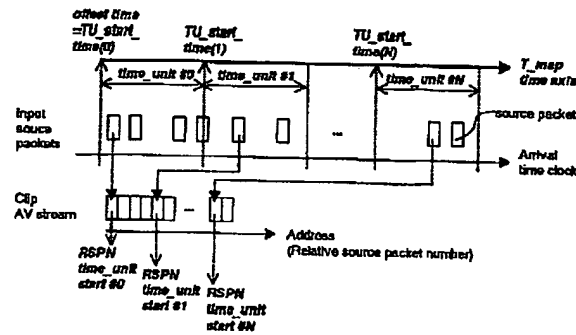 offset time
=TU_start_
time(0)
TU_start_
time(1)
TU_start_
time(N)
T_map
time axis
time_unit #0
time_unit #1
time_unit #N
source packet
Input
souce
packets
...
Arrival
time clock
Clip
AV stream
...
Address
(Relative source packet number)
RSPN
time_unit
start #0
RSPN
time_unit
start #1
RSPN
time_unit
start #N